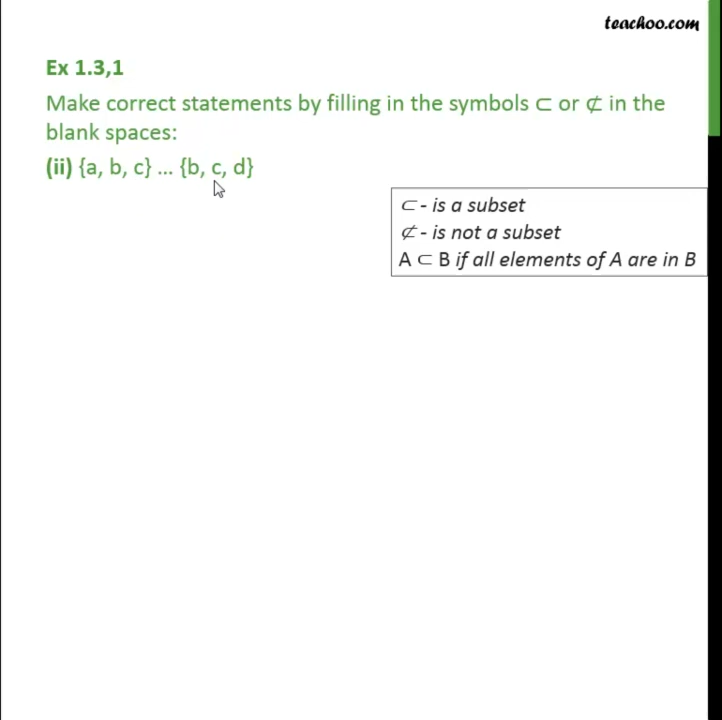 teachoo.com
Ex 1.3,1
Make correct statements by filling in the symbols ⊂ or ⊄ in the
blank spaces:
(ii) {a, b, c} ... {b, c, d}
⊂ - is a subset
⊄ - is not a subset
A ⊂ B if all elements of A are in B